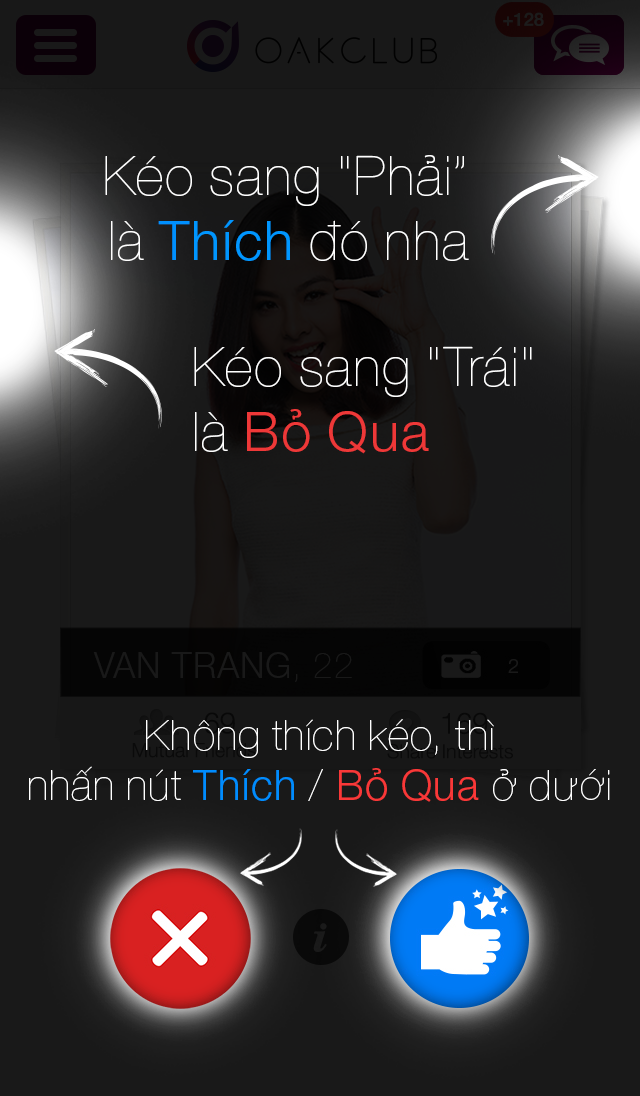 +128
OAKCLUB
Kéo sang "Phải”
là Thích đó nha
Kéo sang "Trái"
là Bỏ Qua
VAN TRANG, 22
2
Không thích kéo, thì
nhấn nút Thích / Bỏ Qua ở dưới
i